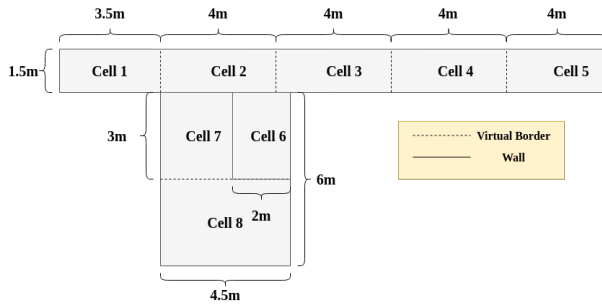 3.5m 4m 4m 4m 4m
1.5m Cell 1 Cell 2 Cell 3 Cell 4 Cell 5
3m Cell 7 Cell 6 Virtual Border
Wall
6m
2m
Cell 8
4.5m